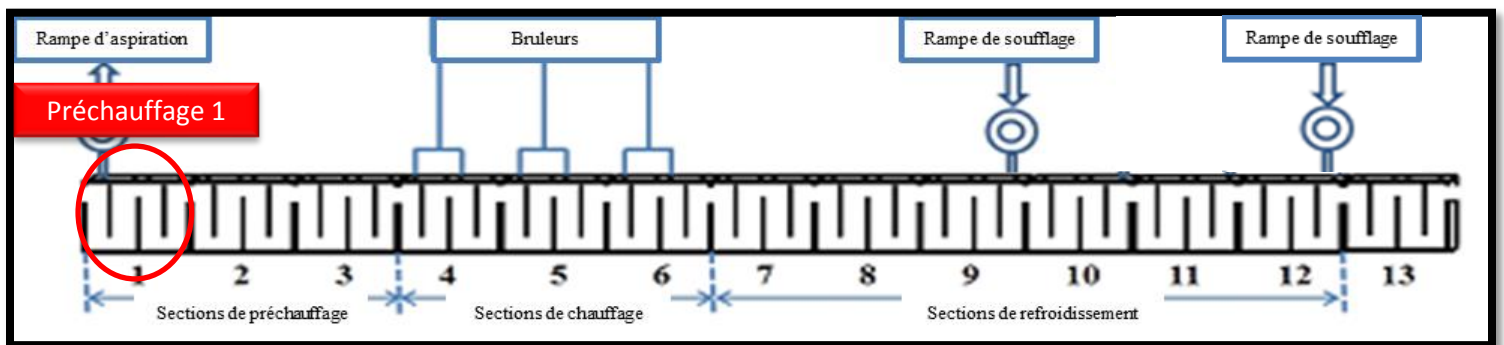 Rampe d’aspiration
Bruleurs
Rampe de soufflage
Rampe de soufflage
Préchauffage 1
1 2 3 4 5 6 7 8 9 10 11 12 13
Sections de préchauffage
Sections de chauffage
Sections de refroidissement